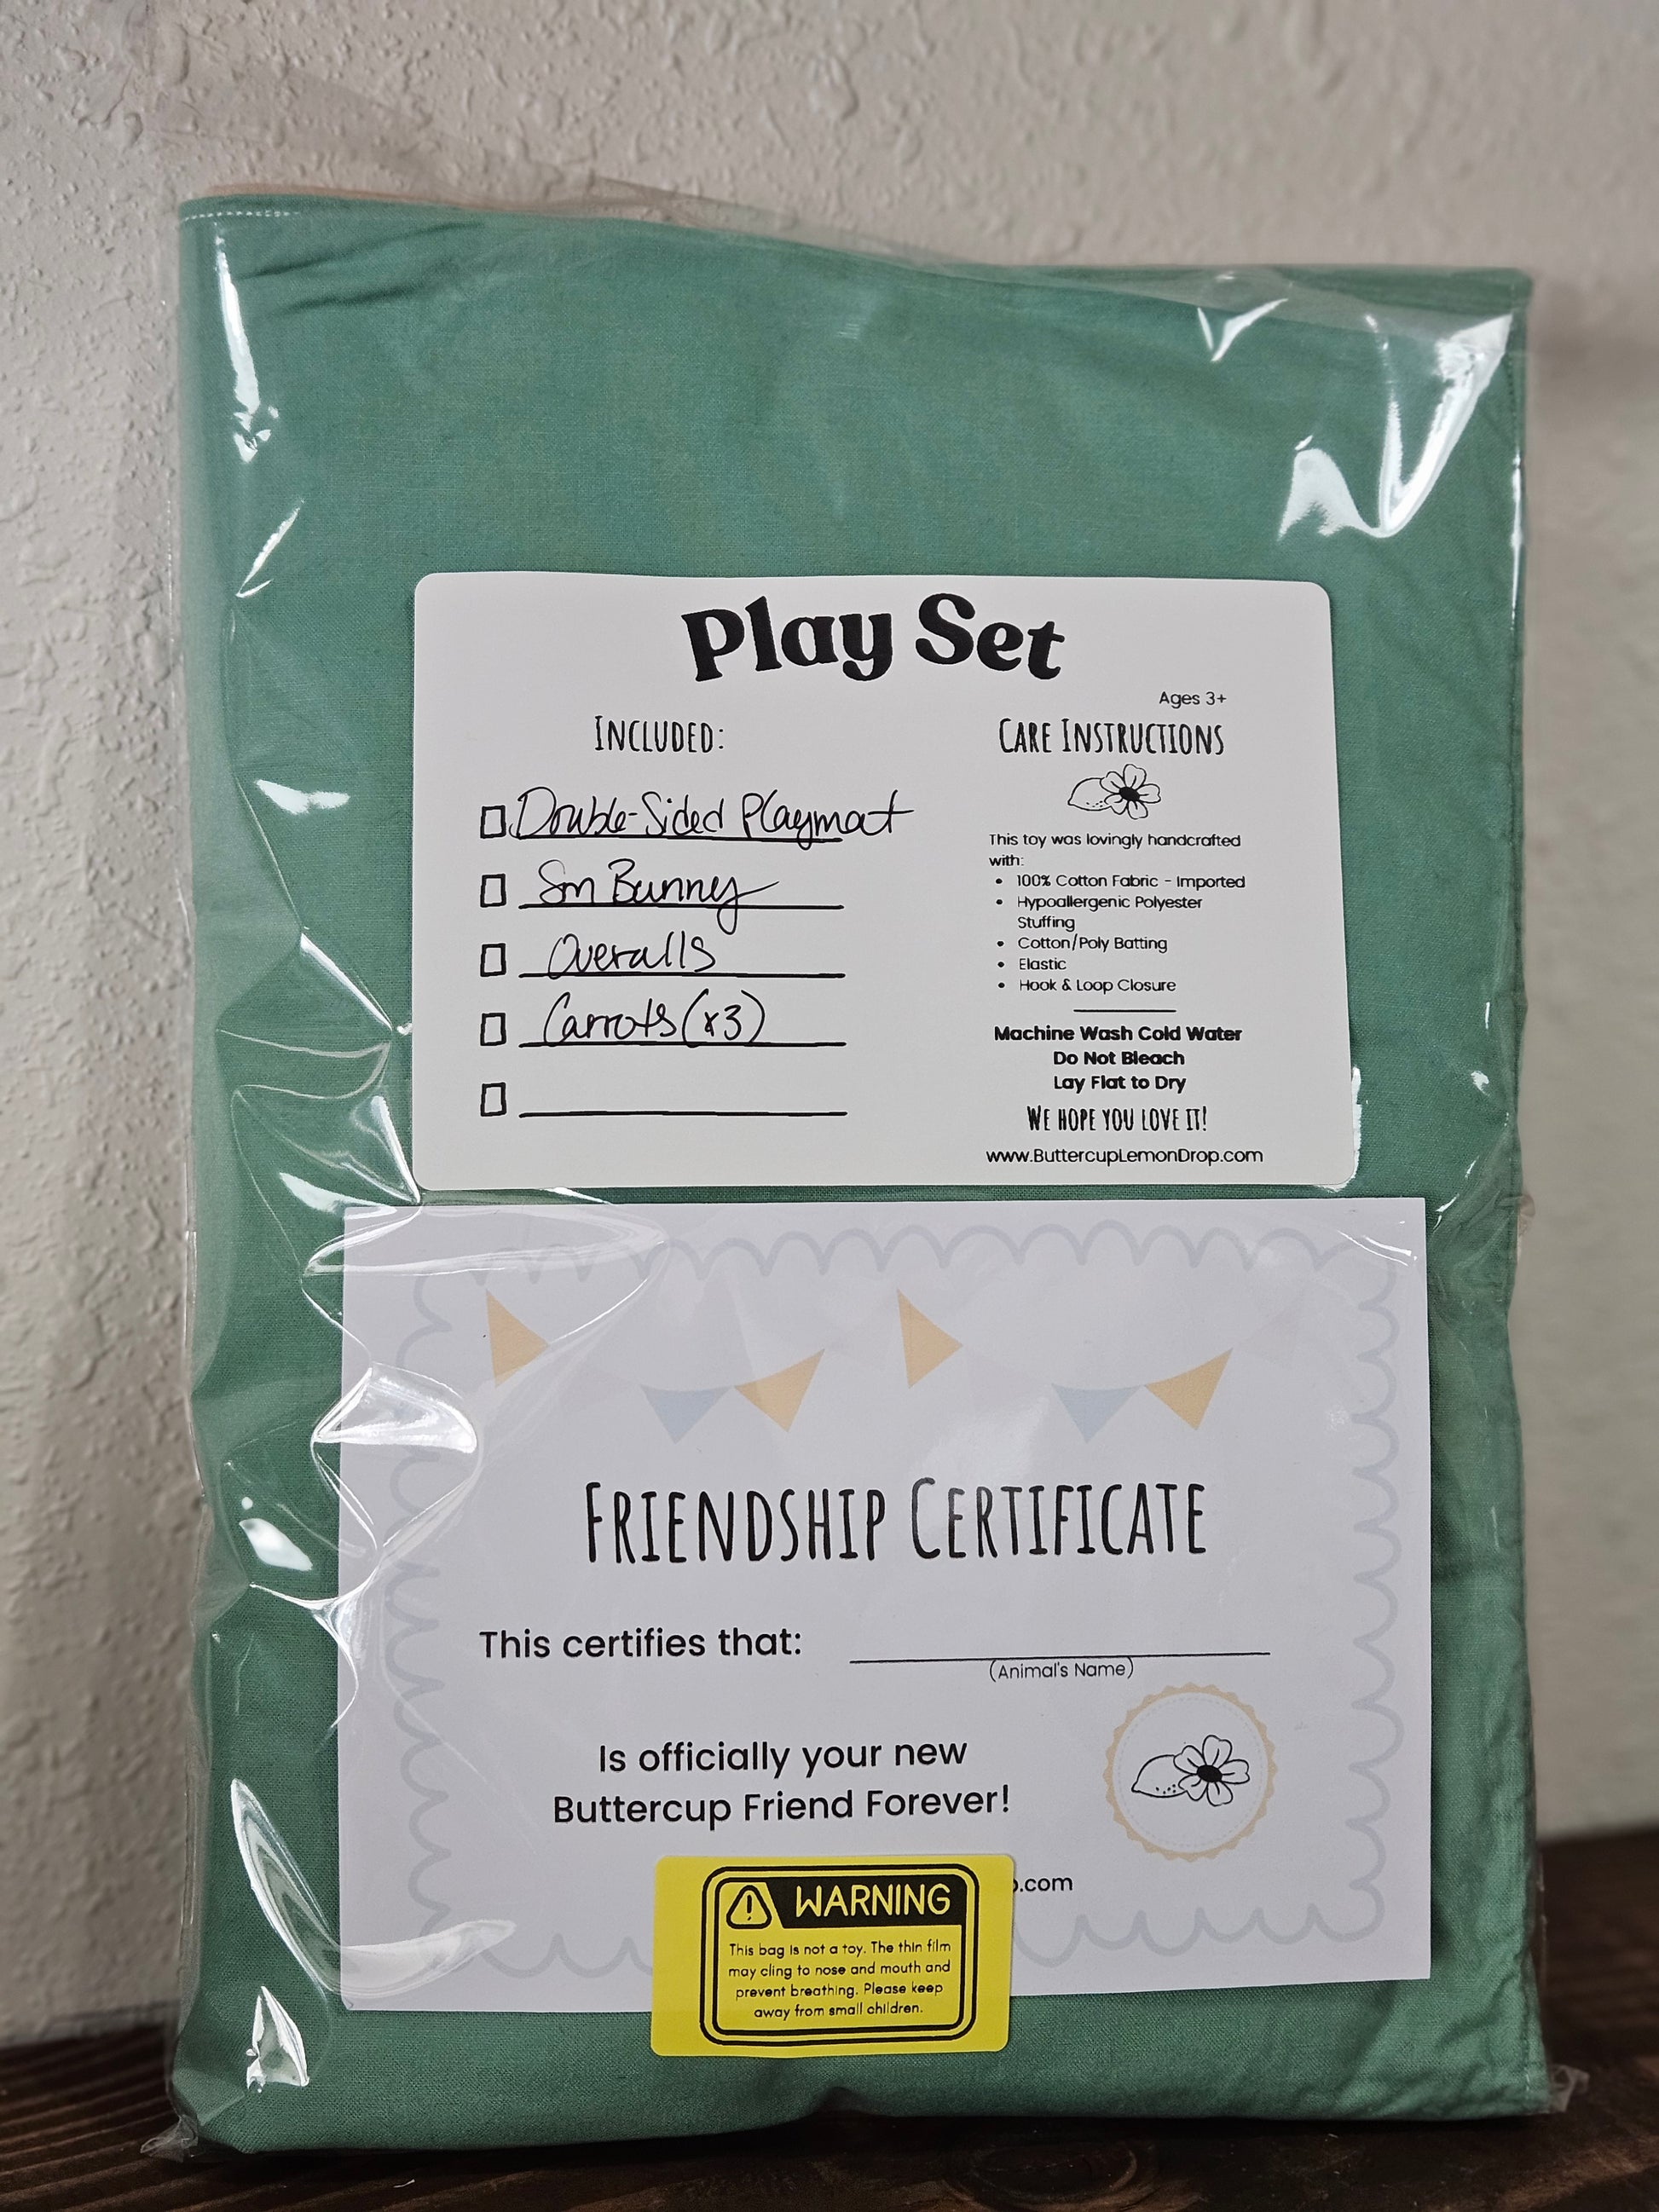 Play Set
Ages 3+
INCLUDED:
Double-Sided Playmat
Sm Bunny
Overalls
Carrots (x3)
CARE INSTRUCTIONS
This toy was lovingly handcrafted
with:
• 100% Cotton Fabric - Imported
• Hypoallergenic Polyester
Stuffing
• Cotton/Poly Batting
• Elastic
• Hook & Loop Closure
Machine Wash Cold Water
Do Not Bleach
Lay Flat to Dry
WE HOPE YOU LOVE IT!
www.ButtercupLemonDrop.com
FRIENDSHIP CERTIFICATE
This certifies that:
(Animal's Name)
Is officially your new
Buttercup Friend Forever!
.com
WARNING
This bag is not a toy. The thin film
may cling to nose and mouth and
prevent breathing. Please keep
away from small children.